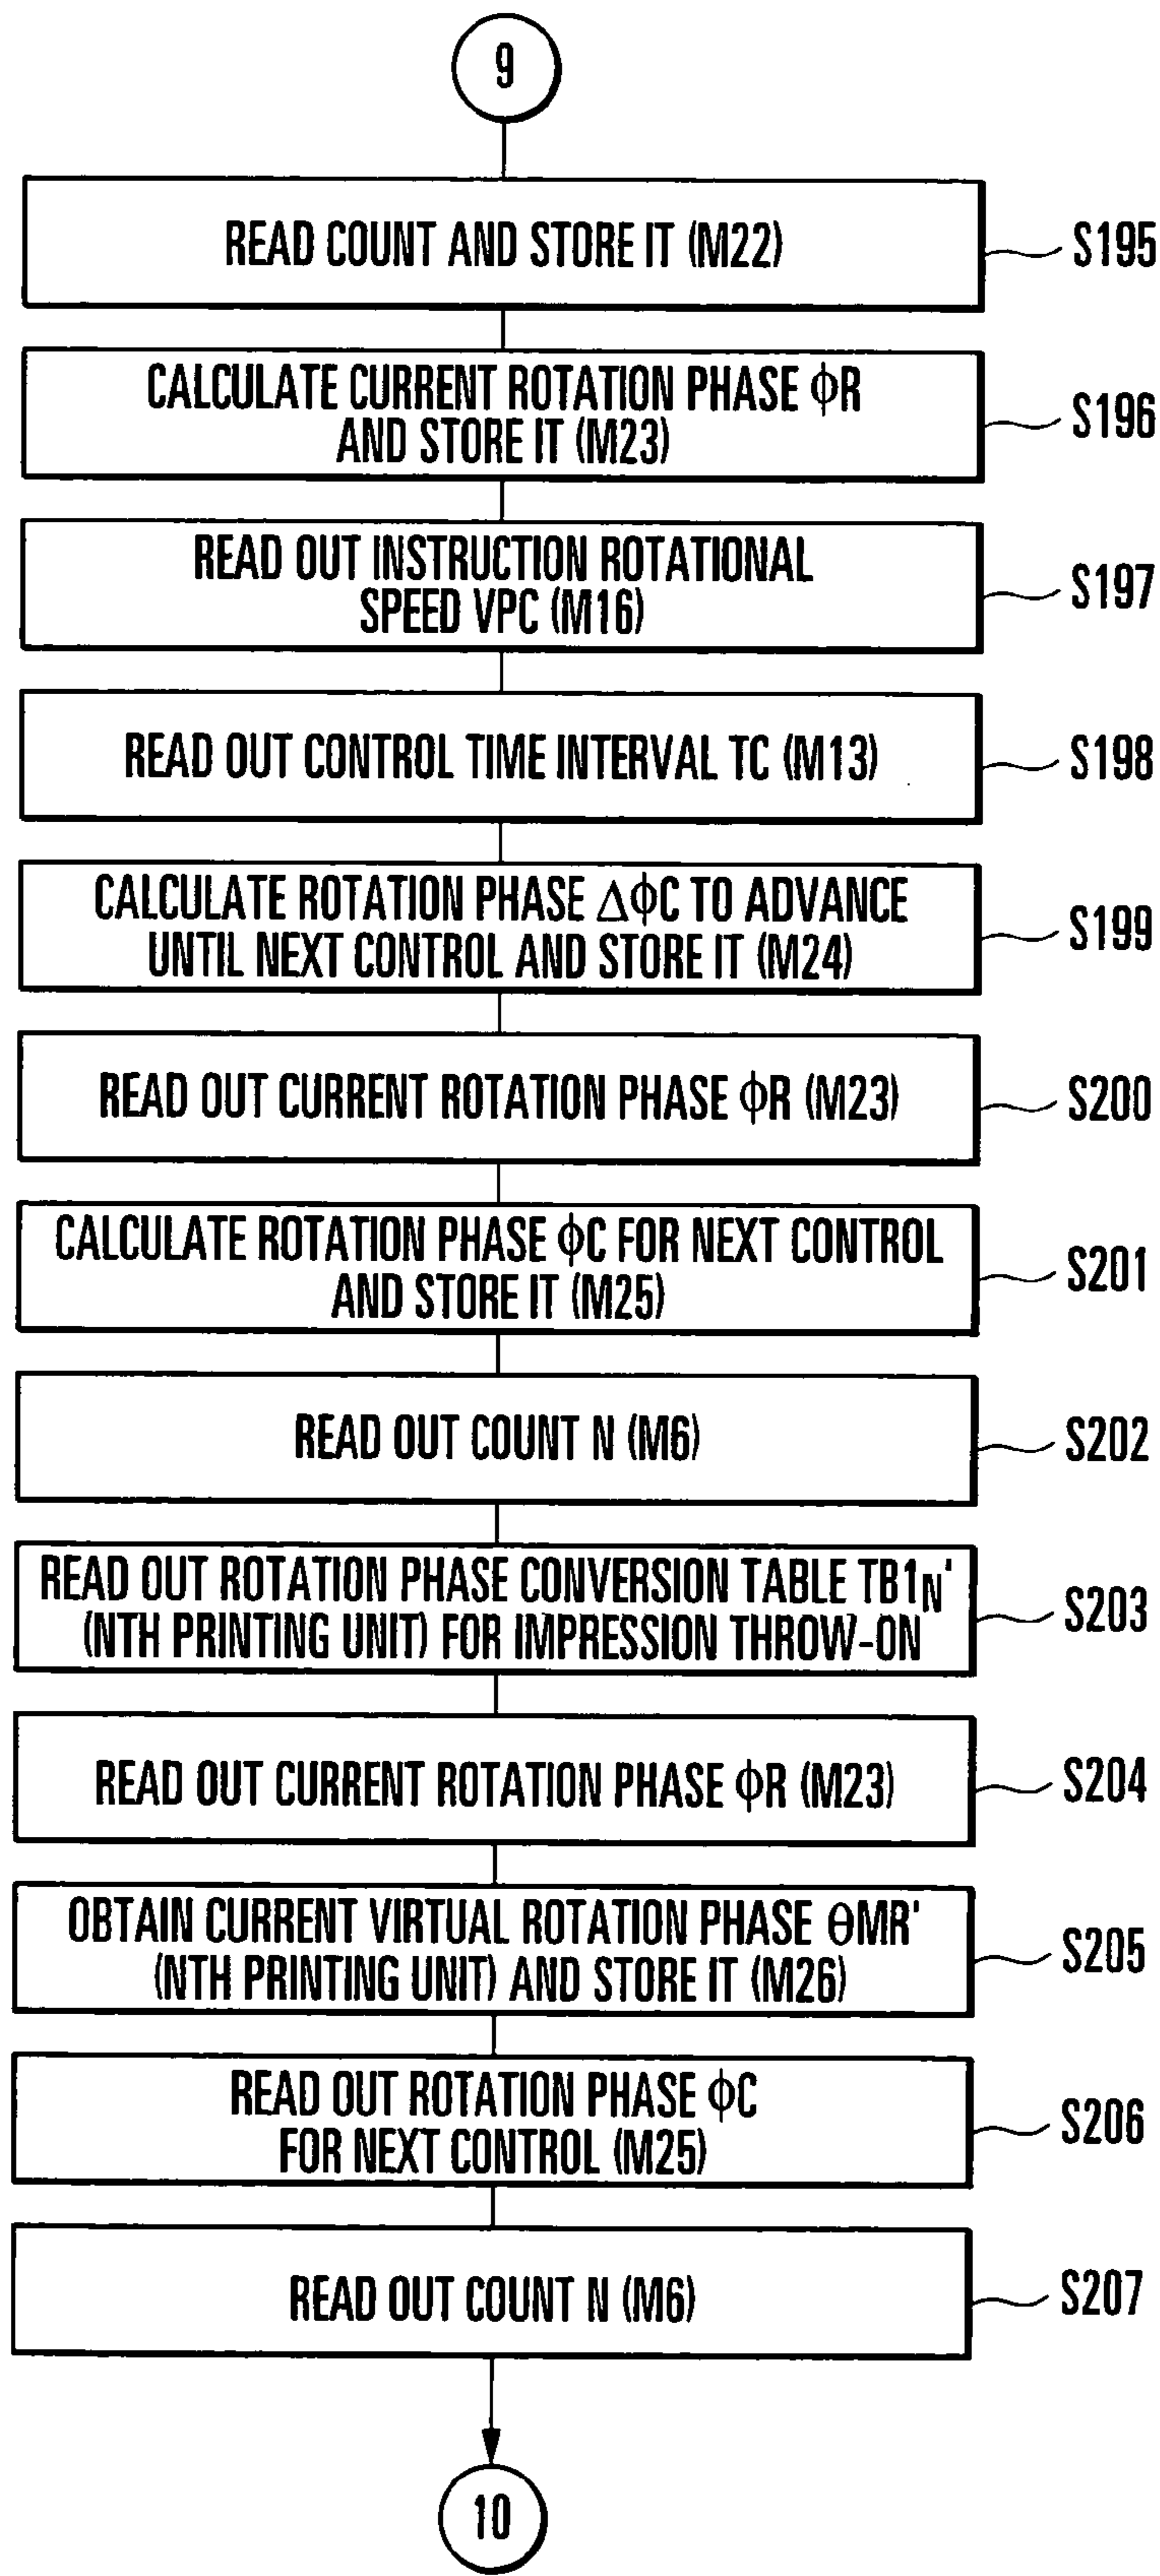 9
READ COUNT AND STORE IT (M22)
S195
CALCULATE CURRENT ROTATION PHASE ϕR
AND STORE IT (M23)
S196
READ OUT INSTRUCTION ROTATIONAL
SPEED VPC (M16)
S197
READ OUT CONTROL TIME INTERVAL TC (M13)
S198
CALCULATE ROTATION PHASE ΔϕC TO ADVANCE
UNTIL NEXT CONTROL AND STORE IT (M24)
S199
READ OUT CURRENT ROTATION PHASE ϕR (M23)
S200
CALCULATE ROTATION PHASE ϕC FOR NEXT CONTROL
AND STORE IT (M25)
S201
READ OUT COUNT N (M6)
S202
READ OUT ROTATION PHASE CONVERSION TABLE TB1N'
(NTH PRINTING UNIT) FOR IMPRESSION THROW-ON
S203
READ OUT CURRENT ROTATION PHASE ϕR (M23)
S204
OBTAIN CURRENT VIRTUAL ROTATION PHASE θMR'
(NTH PRINTING UNIT) AND STORE IT (M26)
S205
READ OUT ROTATION PHASE ϕC
FOR NEXT CONTROL (M25)
S206
READ OUT COUNT N (M6)
S207
10